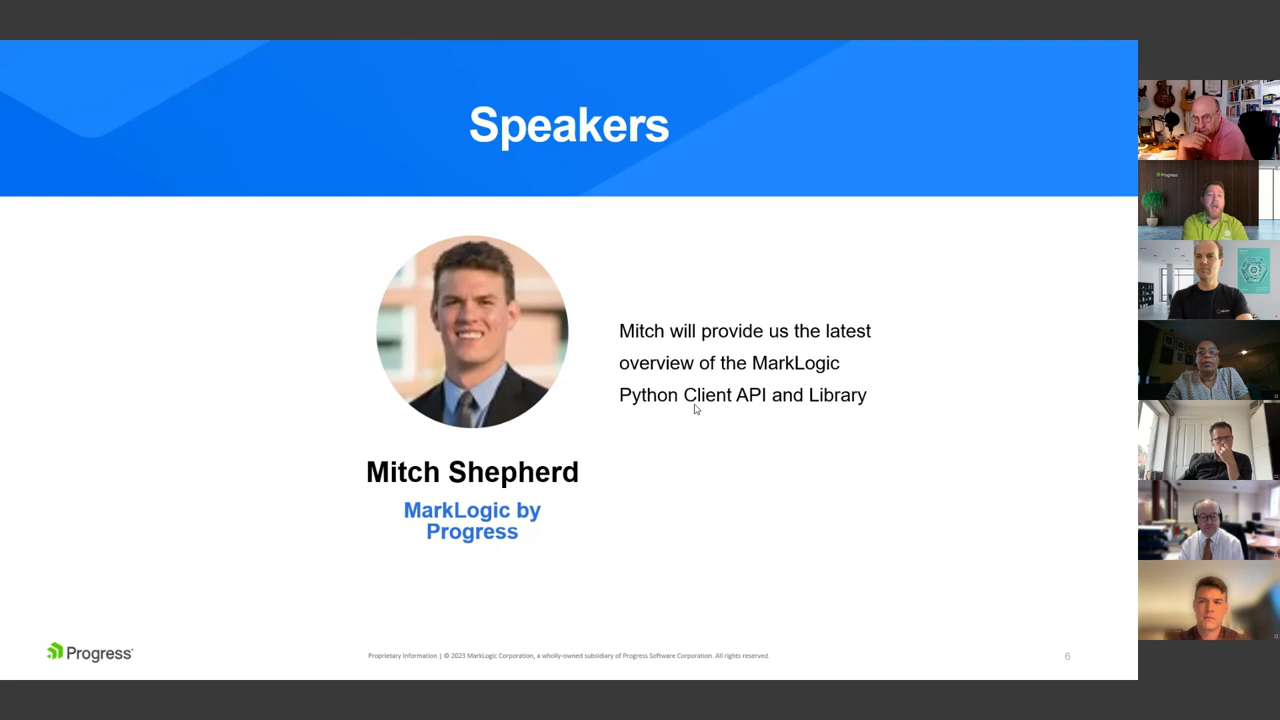 Speakers
Mitch will provide us the latest
overview of the MarkLogic
Python Client API and Library
Mitch Shepherd
MarkLogic by
Progress
Progress
Proprietary Information | © 2023 MarkLogic Corporation, a wholly-owned subsidiary of Progress Software Corporation. All rights reserved.
6
Progress